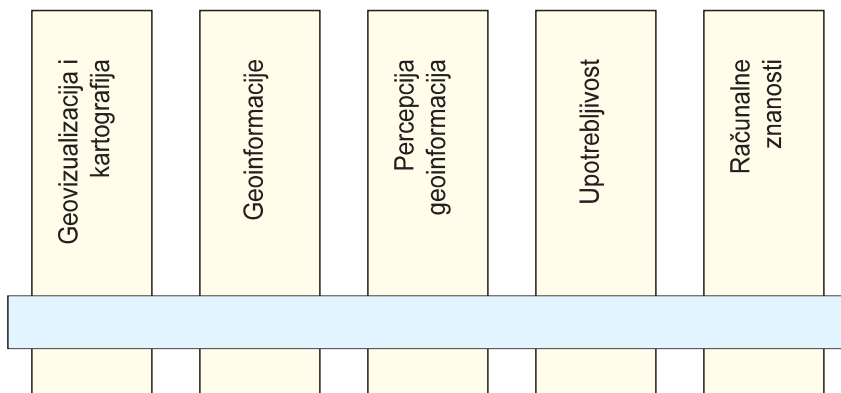 Geovizualizacija i
kartografija
Geoinformacije
Percepcija
geoinformacija
Upotrebljivost
Računalne
znanosti